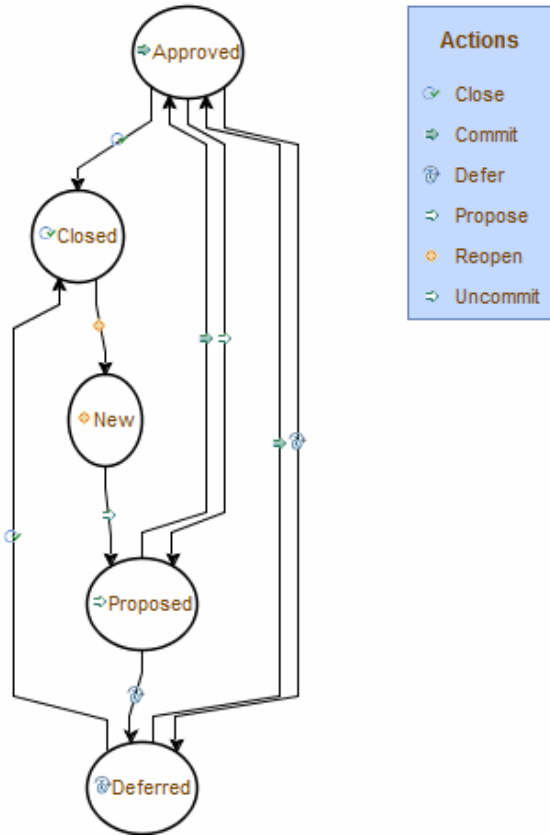 Approved
Actions
Close
Commit
Defer
Propose
Reopen
Uncommit
Closed
New
Proposed
Deferred